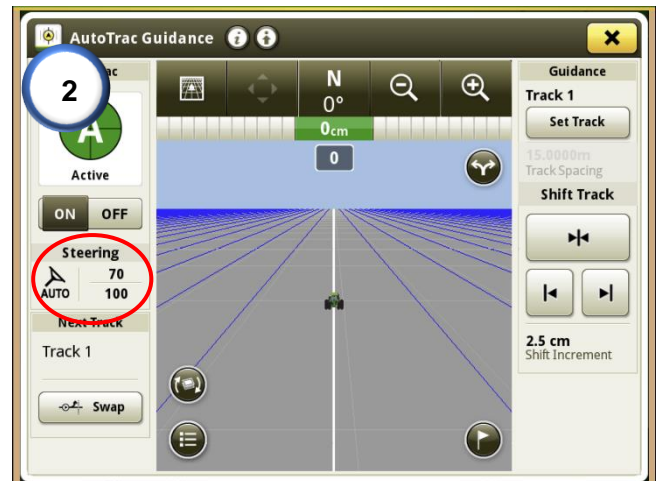 AutoTrac Guidance
2
A
Active
ON OFF
Steering
AUTO
70
100
Next Track
Track 1
Swap
N
0°
0cm
0
Guidance
Track 1
Set Track
15.0000m
Track Spacing
Shift Track
2.5 cm
Shift Increment